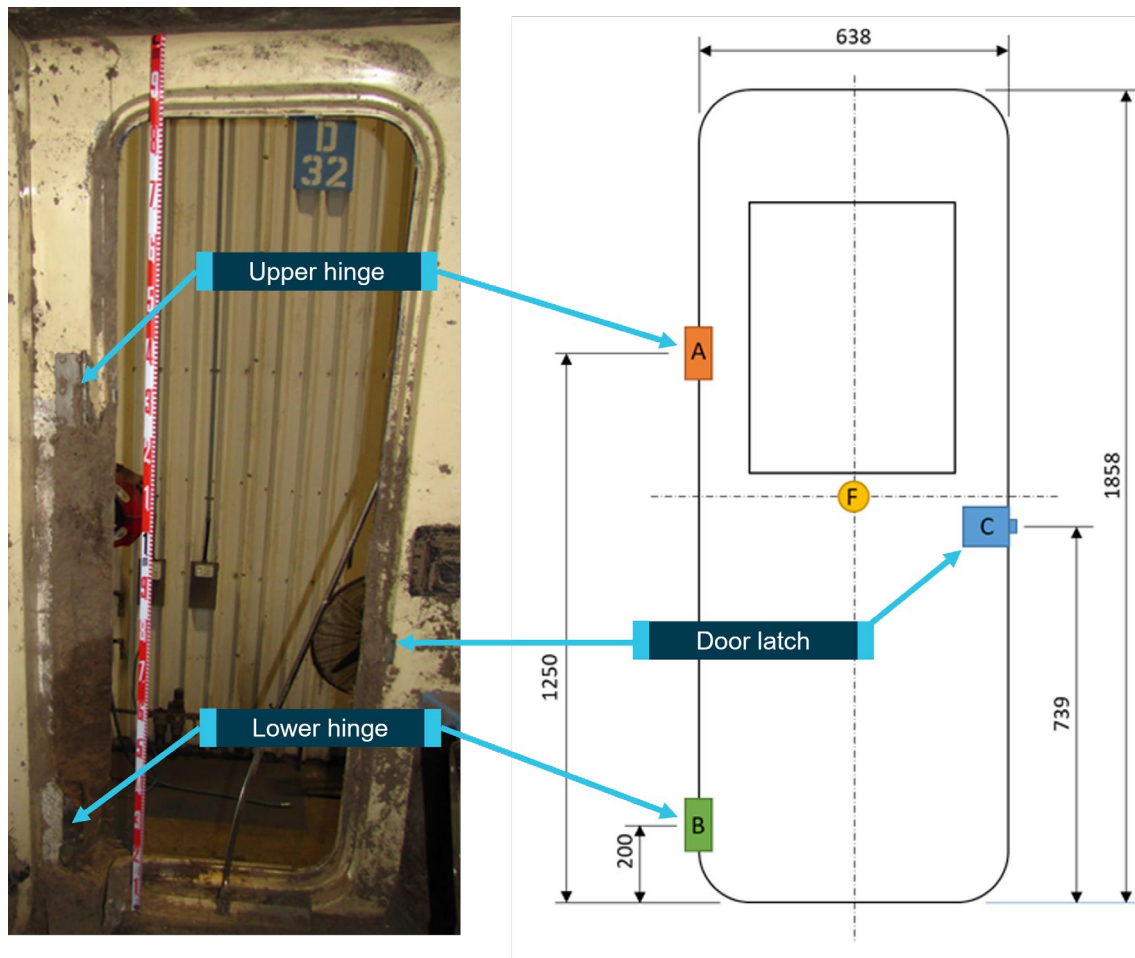 D
32
638
Upper hinge
A
F
C
1858
Door latch
1250
739
Lower hinge
B
200